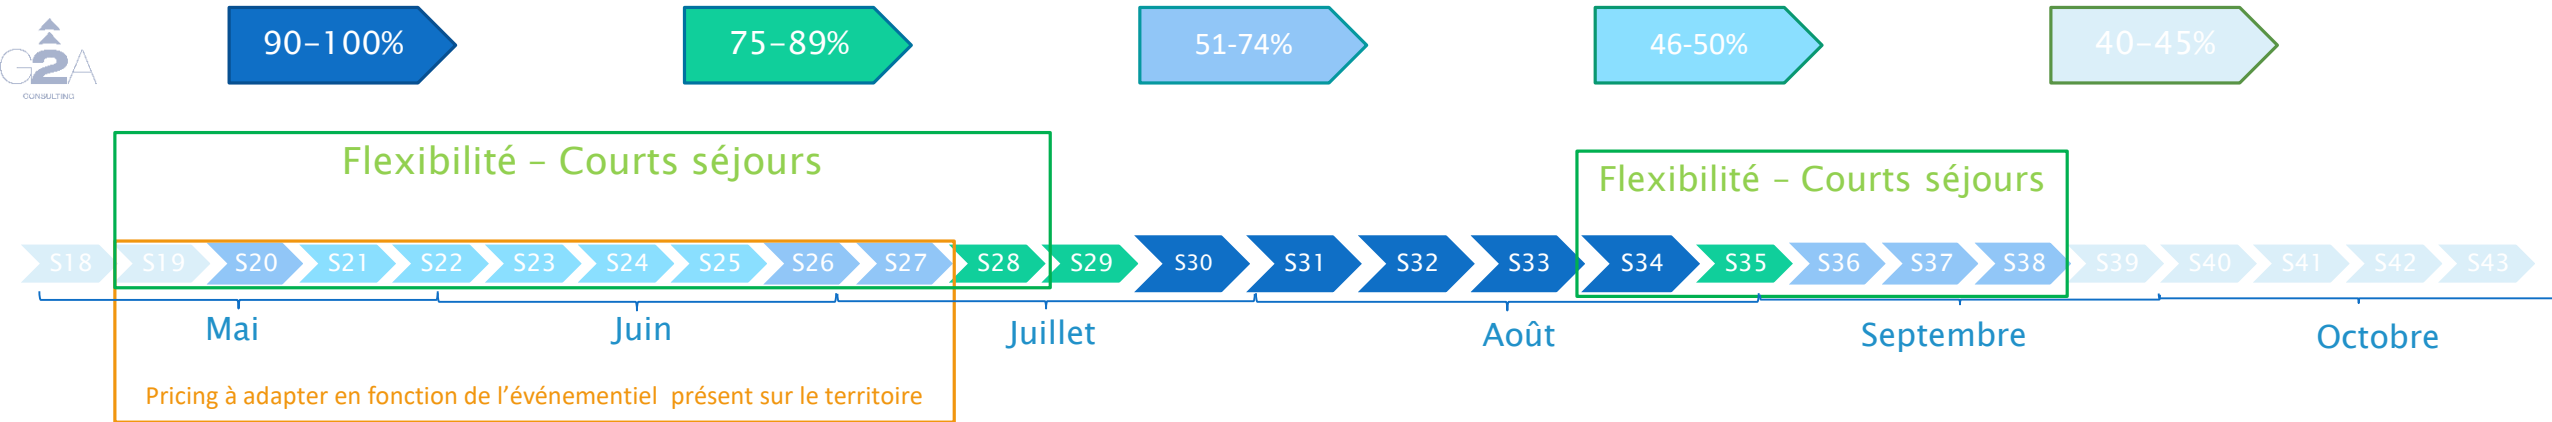 G2A
CONSULTING
90-100%
75-89%
51-74%
46-50%
40-45%
Flexibilité - Courts séjours
Flexibilité - Courts séjours
S18 S19 S20 S21 S22 S23 S24 S25 S26 S27 S28 S29 S30 S31 S32 S33 S34 S35 S36 S37 S38 S39 S40 S41 S42 S43
Mai Juin Juillet Août Septembre Octobre
Pricing à adapter en fonction de l'événementiel présent sur le territoire